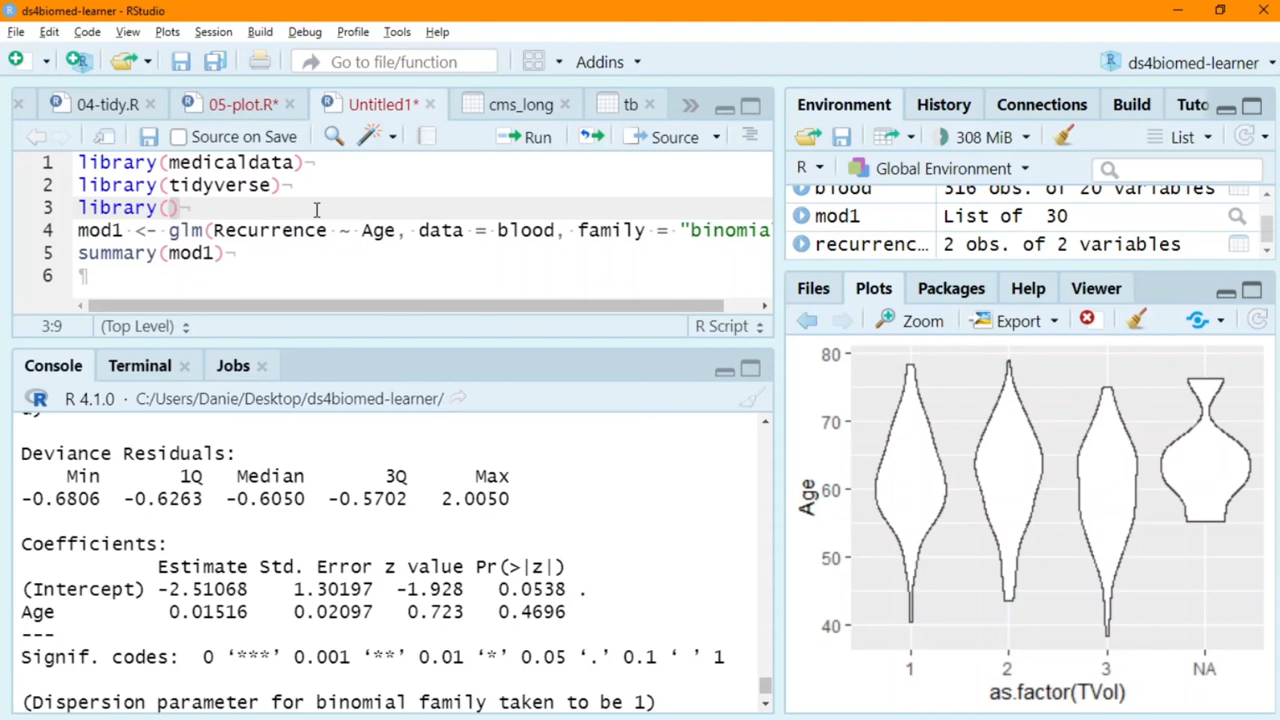 ds4biomed-learner - RStudio
File Edit Code View Plots Session Build Debug Profile Tools Help
Go to file/function Addins ds4biomed-learner
04-tidy.R 05-plot.R* Untitled1* cms_long tb
Source on Save Run Source
1 library(medicaldata)¬
2 library(tidyverse)¬
3 library()¬
4 mod1 <- glm(Recurrence ~ Age, data = blood, family = "binomia
5 summary(mod1)¬
6 ¶
3:9 (Top Level) R Script
Console Terminal Jobs
R 4.1.0 · C:/Users/Danie/Desktop/ds4biomed-learner/
Deviance Residuals:
Min 1Q Median 3Q Max
-0.6806 -0.6263 -0.6050 -0.5702 2.0050
Coefficients:
Estimate Std. Error z value Pr(>|z|)
(Intercept) -2.51068 1.30197 -1.928 0.0538 .
Age 0.01516 0.02097 0.723 0.4696
---
Signif. codes: 0 ‘***’ 0.001 ‘**’ 0.01 ‘*’ 0.05 ‘.’ 0.1 ‘ ’ 1
(Dispersion parameter for binomial family taken to be 1)
Environment History Connections Build Tuto
308 MiB List
R Global Environment
blood 316 obs. of 20 variables
mod1 List of 30
recurrenc… 2 obs. of 2 variables
Files Plots Packages Help Viewer
Zoom Export
80
70
60
50
40
Age
1 2 3 NA
as.factor(TVol)